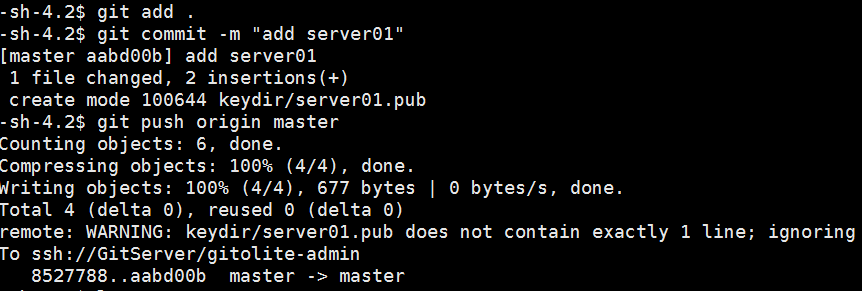 -sh-4.2$ git add .
-sh-4.2$ git commit -m "add server01"
[master aabd00b] add server01
 1 file changed, 2 insertions(+)
 create mode 100644 keydir/server01.pub
-sh-4.2$ git push origin master
Counting objects: 6, done.
Compressing objects: 100% (4/4), done.
Writing objects: 100% (4/4), 677 bytes | 0 bytes/s, done.
Total 4 (delta 0), reused 0 (delta 0)
remote: WARNING: keydir/server01.pub does not contain exactly 1 line; ignoring
To ssh://GitServer/gitolite-admin
   8527788..aabd00b  master -> master